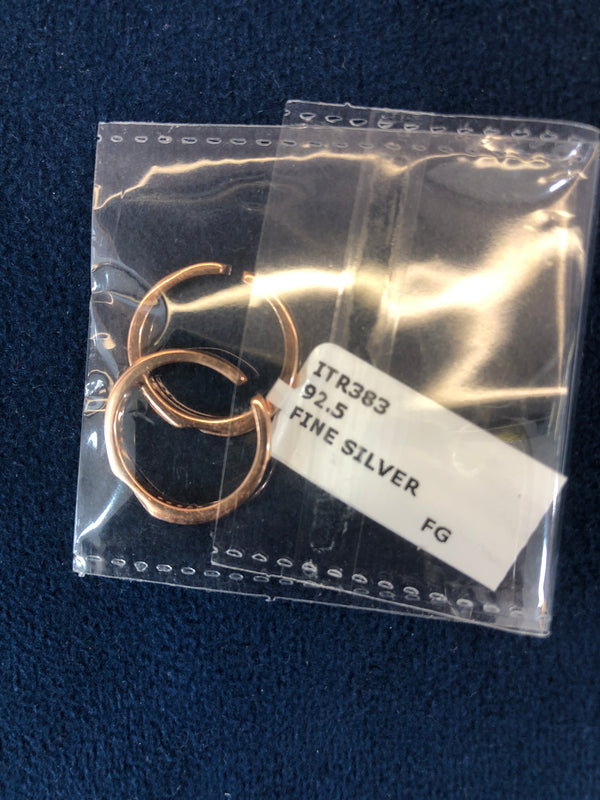 ITR383
92.5
FINE SILVER
FG